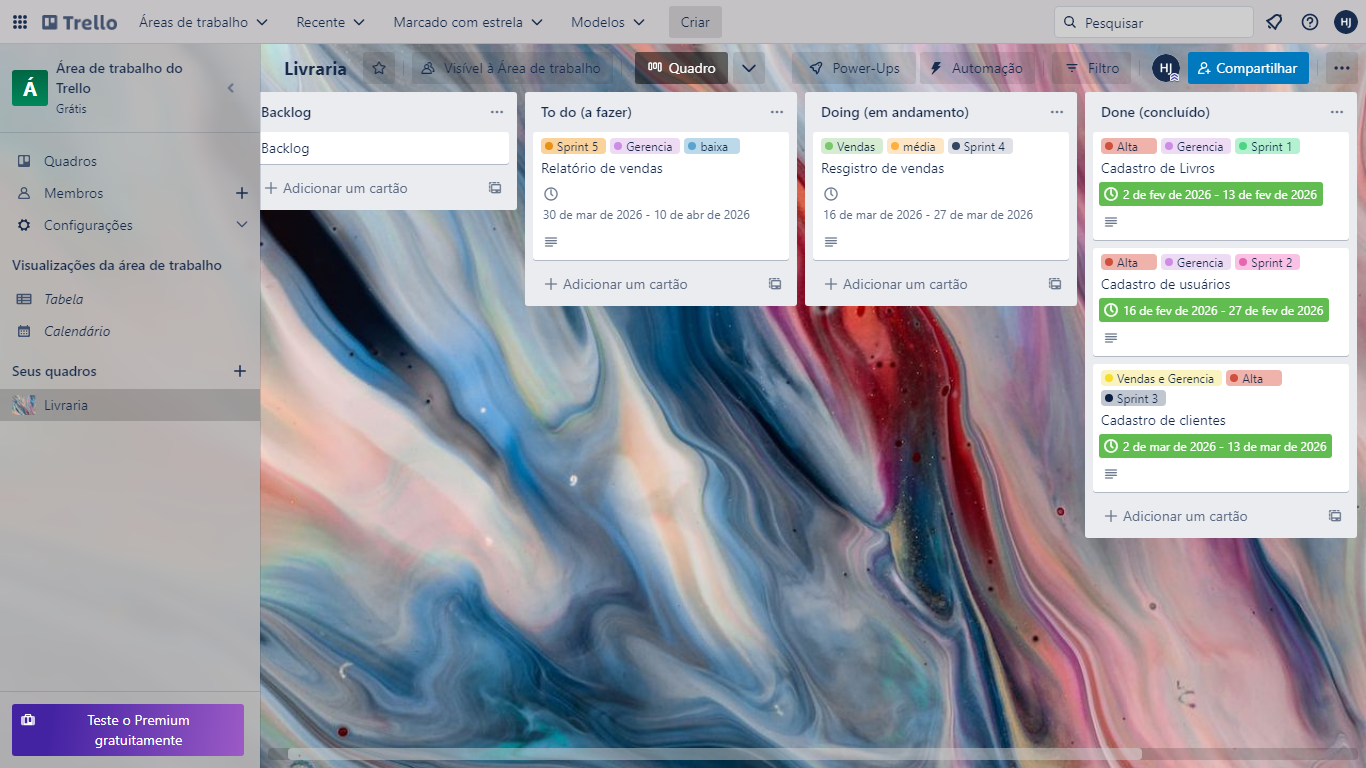 Trello
Áreas de trabalho
Recente
Marcado com estrela
Modelos
Criar
Pesquisar
HJ
Á
Área de trabalho do
Trello
Grátis
Quadros
Membros
Configurações
Visualizações da área de trabalho
Tabela
Calendário
Seus quadros
Livraria
Teste o Premium
gratuitamente
Livraria
Visível à Área de trabalho
Quadro
Power-Ups
Automação
Filtro
HJ
Compartilhar
Backlog
Backlog
Adicionar um cartão
To do (a fazer)
Sprint 5 Gerencia baixa
Relatório de vendas
30 de mar de 2026 - 10 de abr de 2026
Adicionar um cartão
Doing (em andamento)
Vendas média Sprint 4
Resgistro de vendas
16 de mar de 2026 - 27 de mar de 2026
Adicionar um cartão
Done (concluído)
Alta Gerencia Sprint 1
Cadastro de Livros
2 de fev de 2026 - 13 de fev de 2026
Alta Gerencia Sprint 2
Cadastro de usuários
16 de fev de 2026 - 27 de fev de 2026
Vendas e Gerencia Alta
Sprint 3
Cadastro de clientes
2 de mar de 2026 - 13 de mar de 2026
Adicionar um cartão